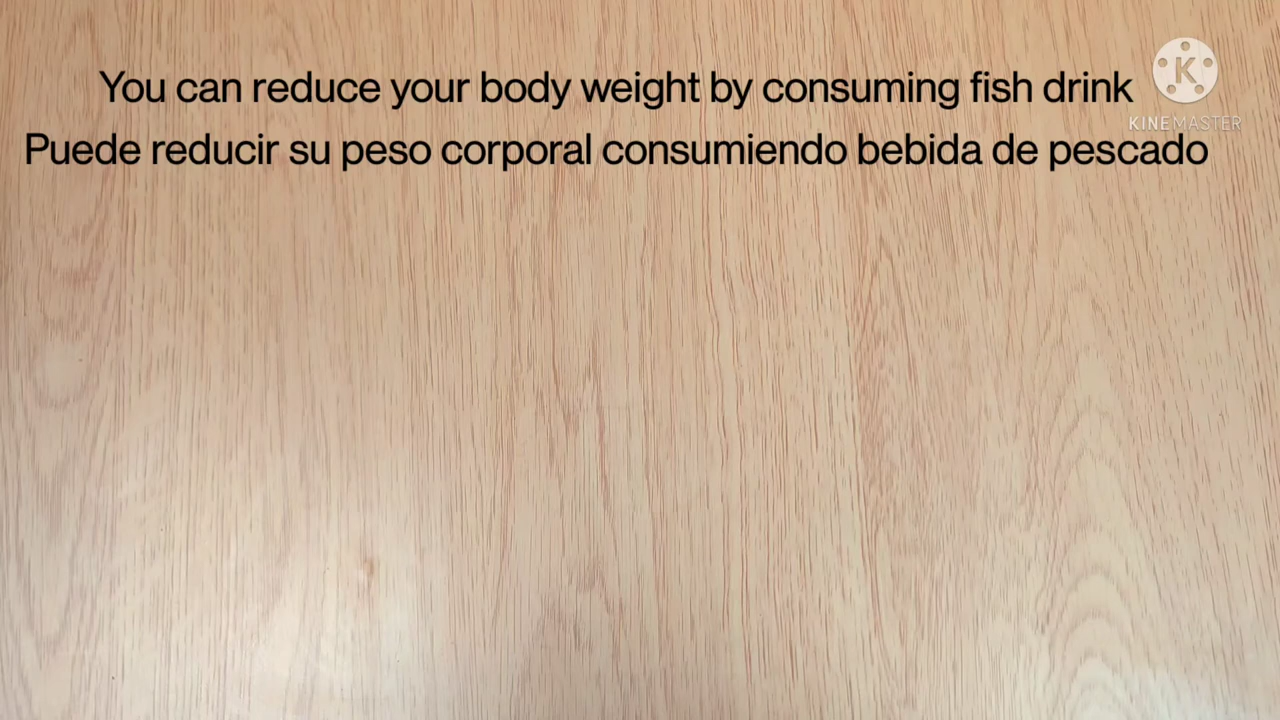 You can reduce your body weight by consuming fish drink
Puede reducir su peso corporal consumiendo bebida de pescado
K
KINEMASTER